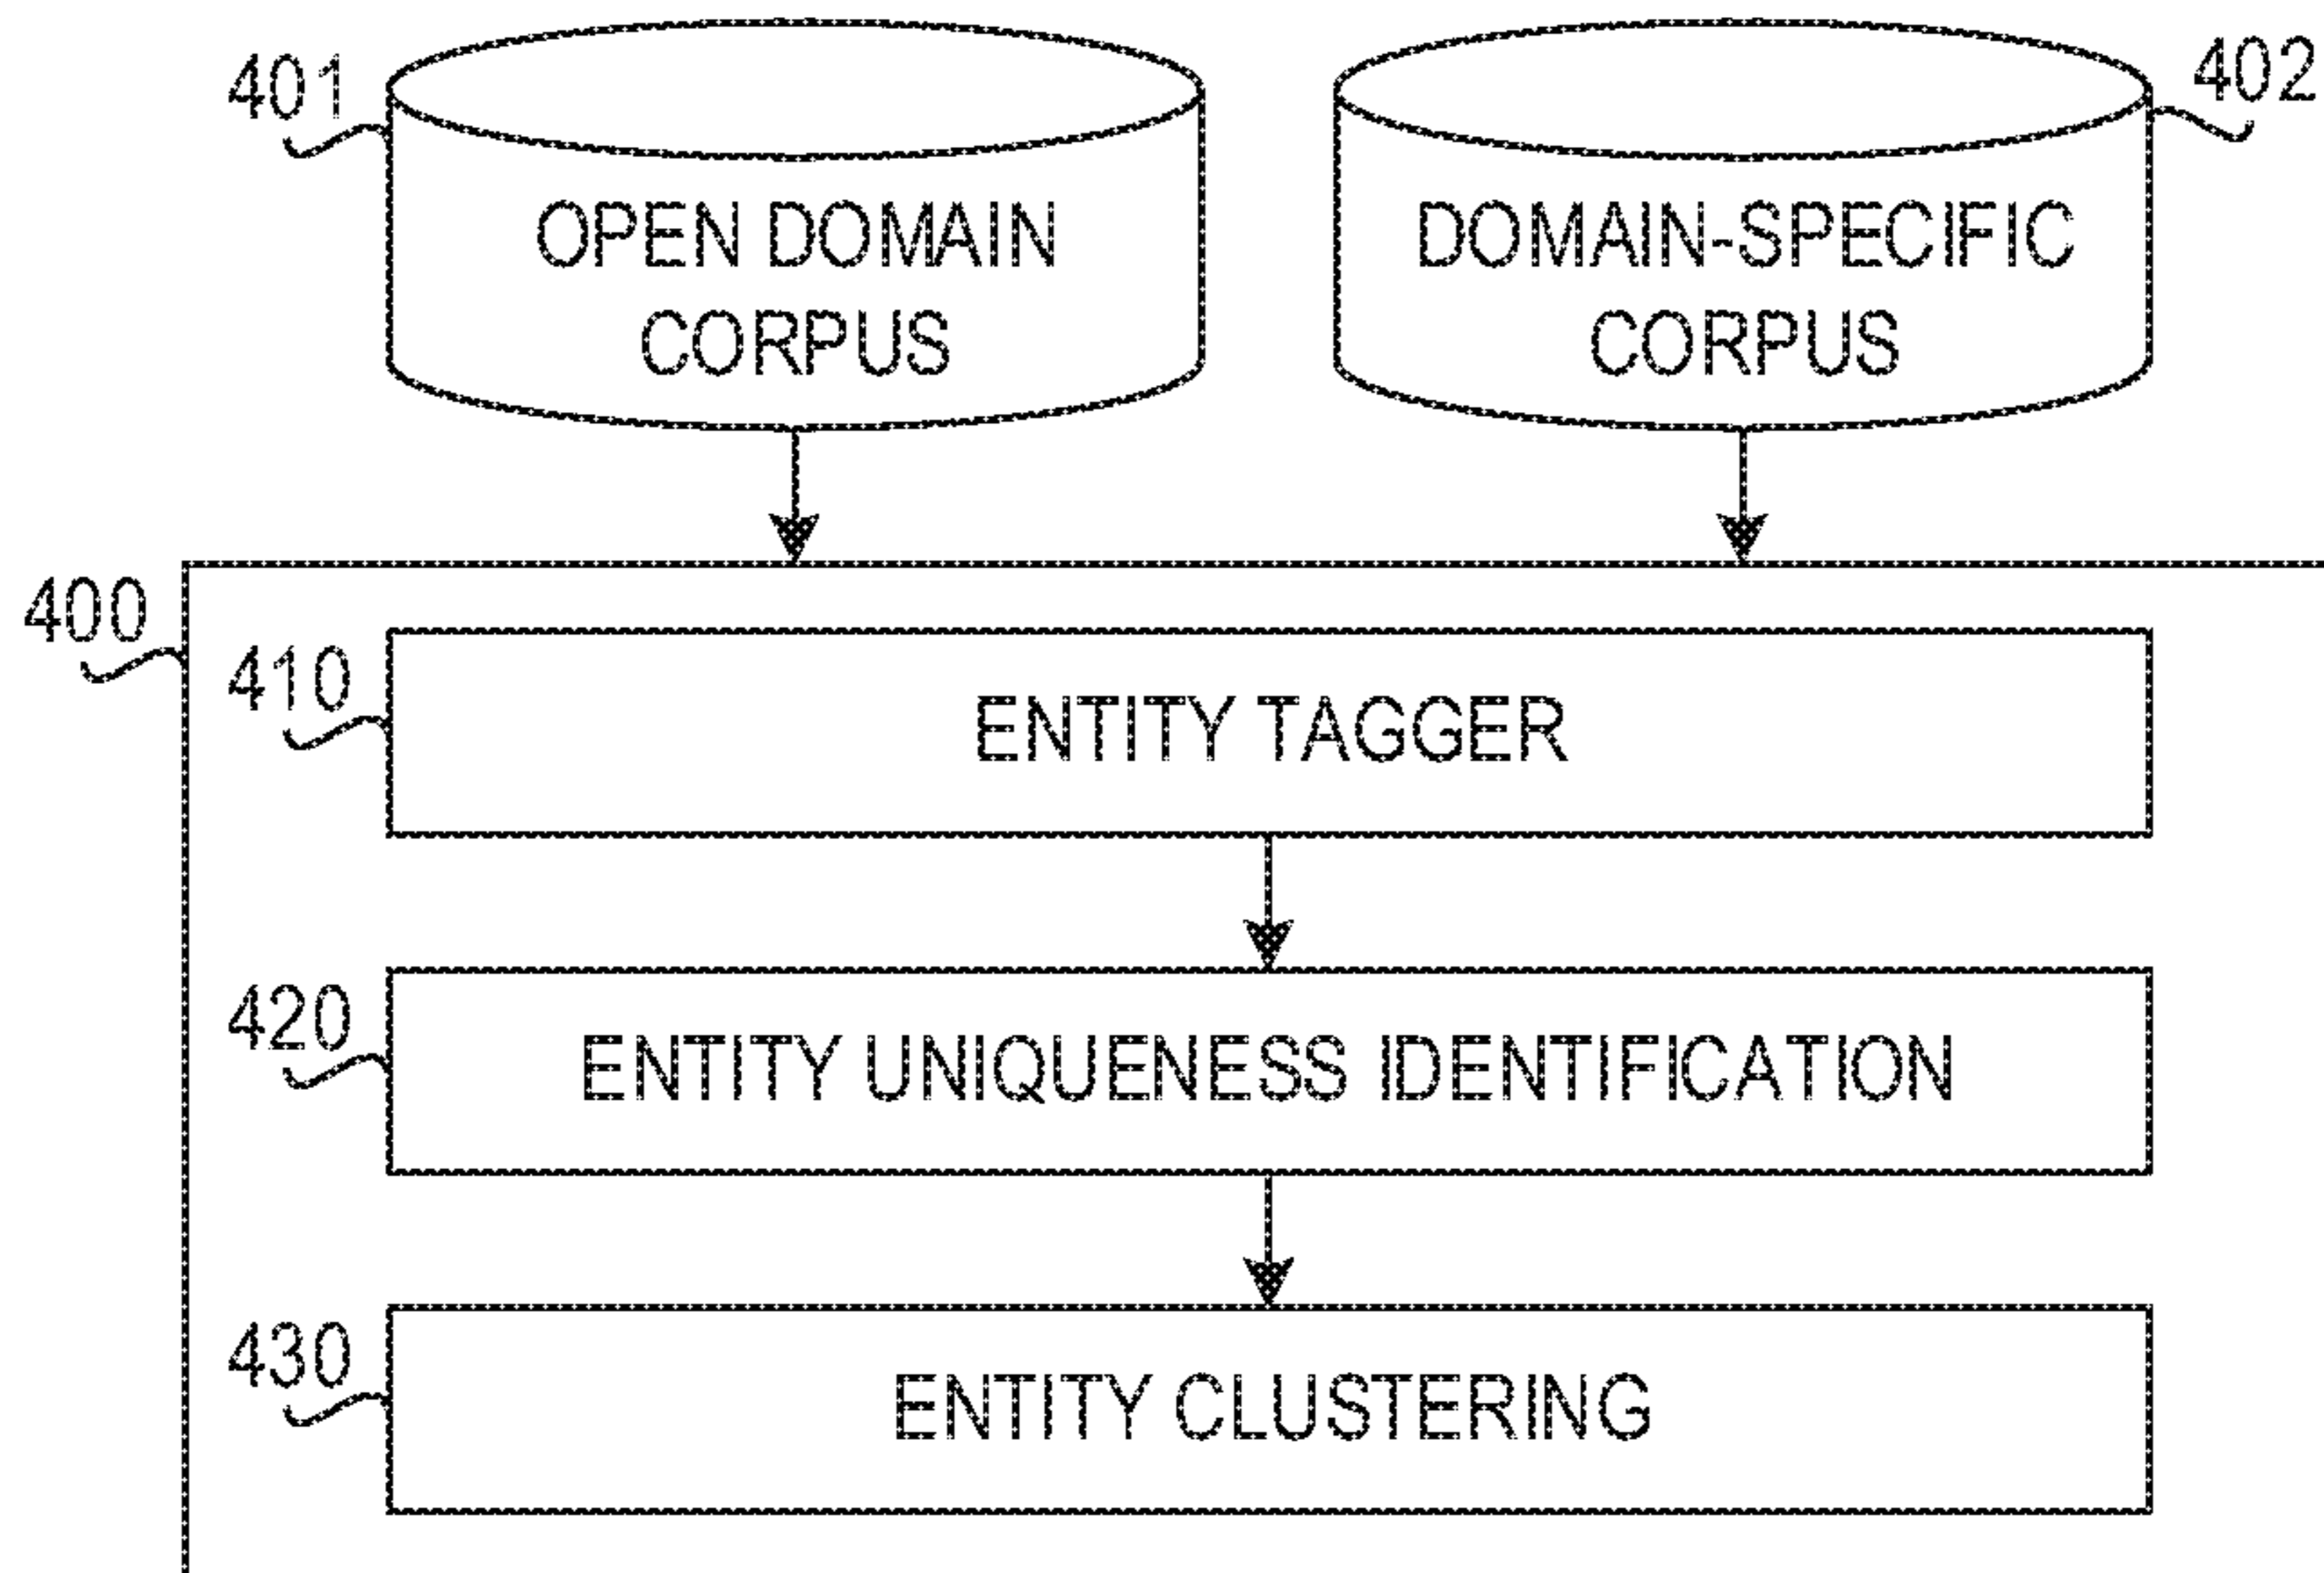 401
402
OPEN DOMAIN
CORPUS
DOMAIN-SPECIFIC
CORPUS
400
410
ENTITY TAGGER
420
ENTITY UNIQUENESS IDENTIFICATION
430
ENTITY CLUSTERING